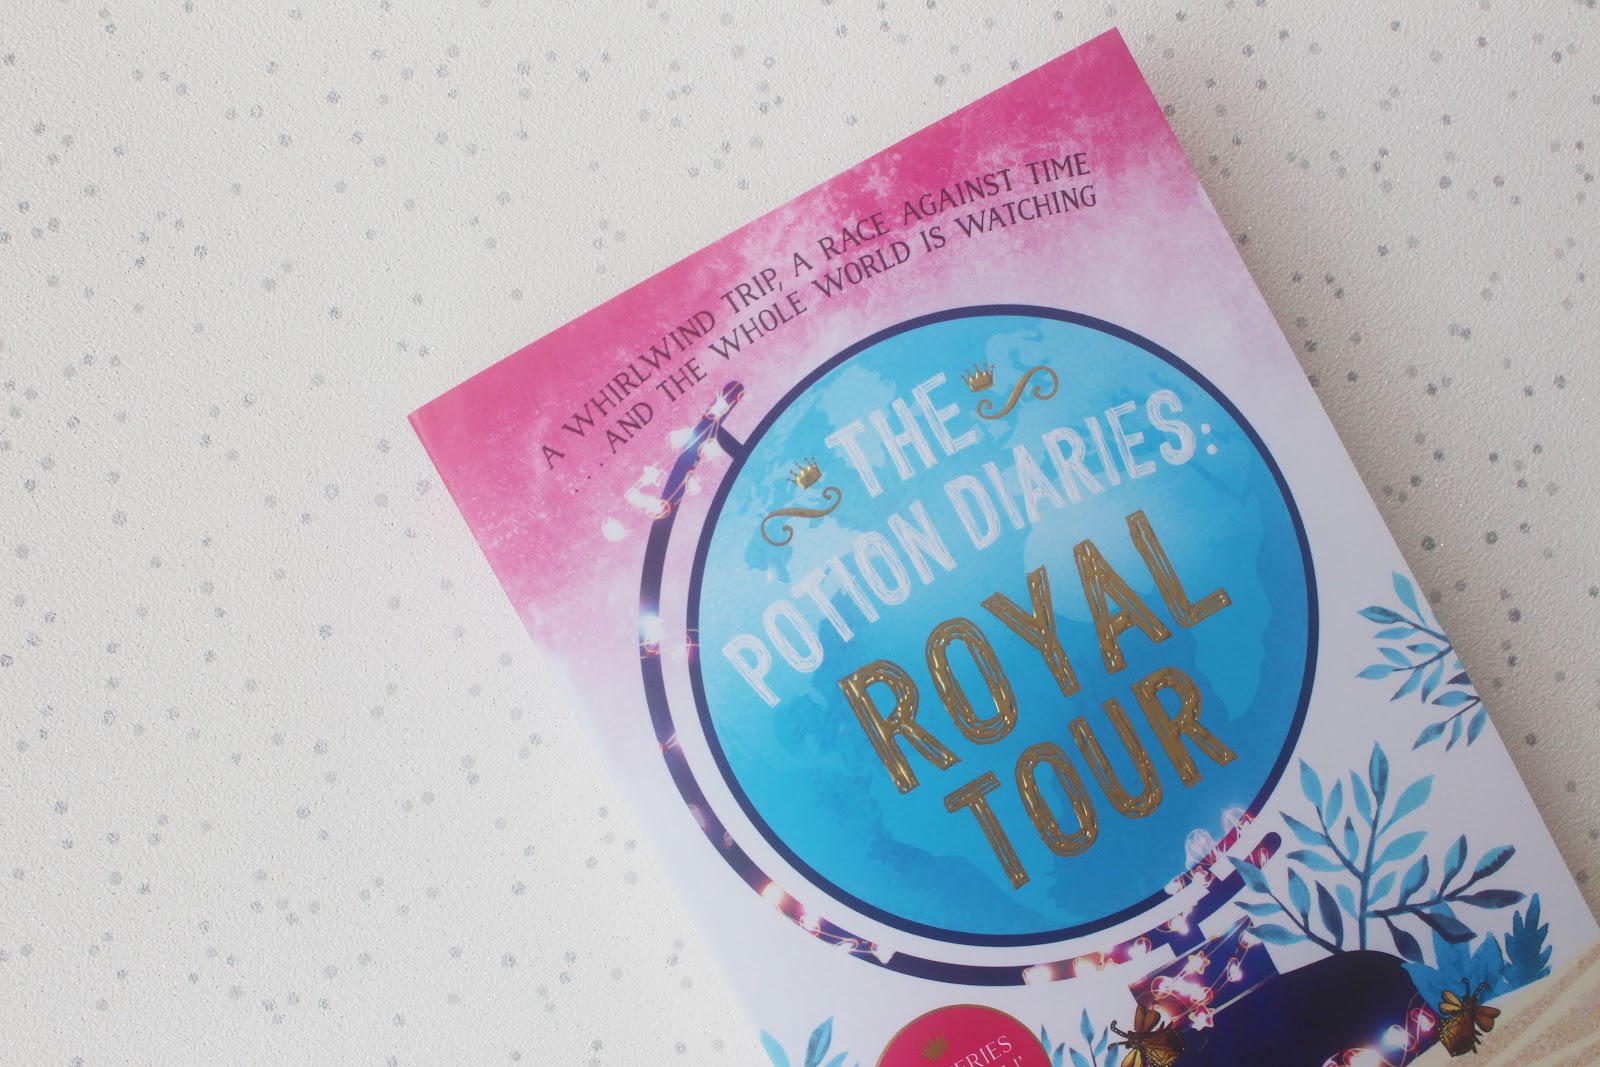 A WHIRLWIND TRIP, A RACE AGAINST TIME
. . . AND THE WHOLE WORLD IS WATCHING
THE
POTION DIARIES:
ROYAL
TOUR